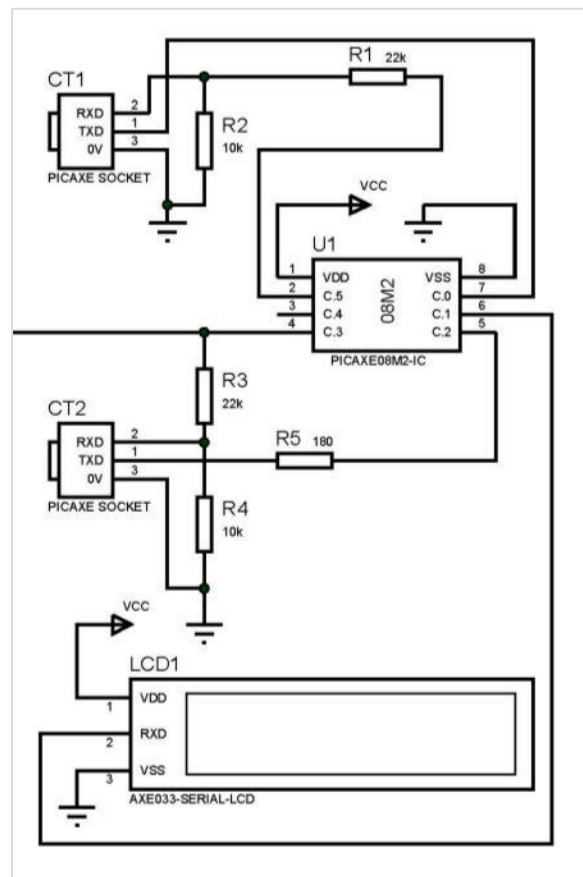 R1 22k
CT1
2
RXD
1
TXD
3
0V
R2
10k
PICAXE SOCKET
VCC
U1
1 VDD VSS 8
2 C.5 C.0 7
3 C.4 C.1 6
4 C.3 C.2 5
08M2
PICAXE08M2-IC
R3
22k
CT2
2
RXD
1
TXD
3
0V
R5 180
PICAXE SOCKET
R4
10k
VCC
LCD1
VDD
1
RXD
2
VSS
3
AXE033-SERIAL-LCD